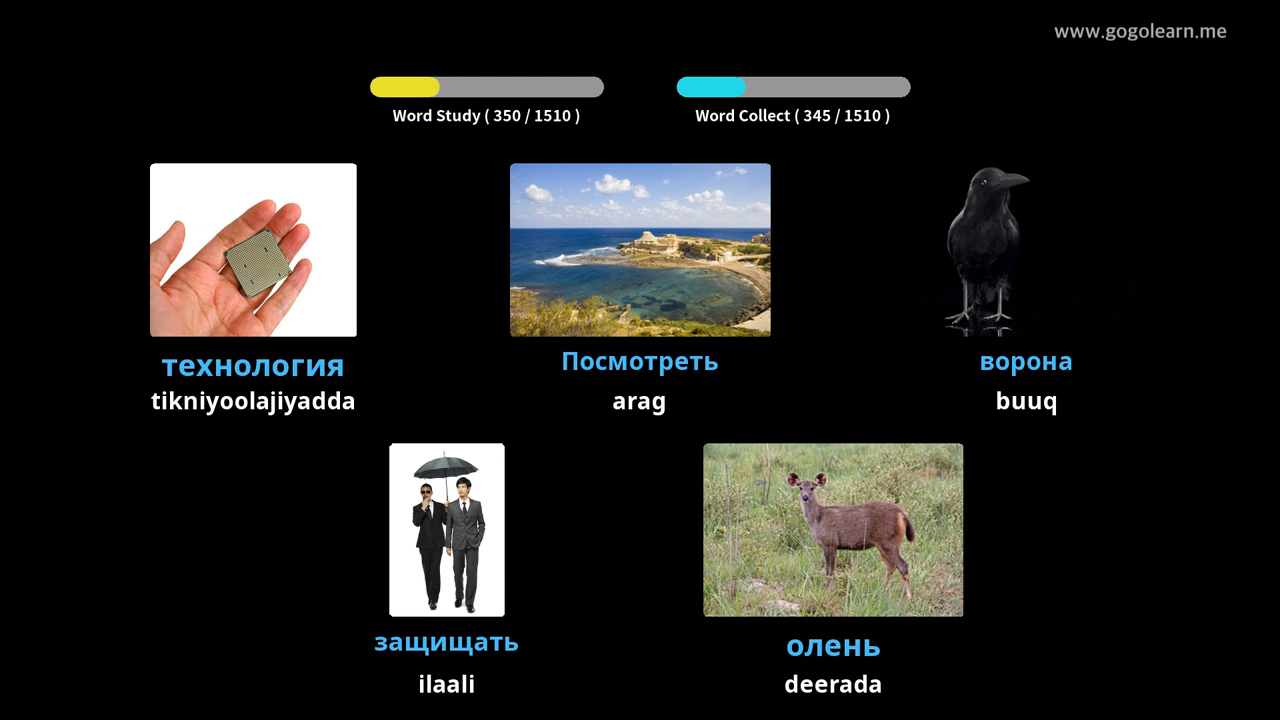 www.gogolearn.me
Word Study ( 350 / 1510 )
Word Collect ( 345 / 1510 )
технология
tikniyoolajiyadda
Посмотреть
arag
ворона
buuq
защищать
ilaali
олень
deerada